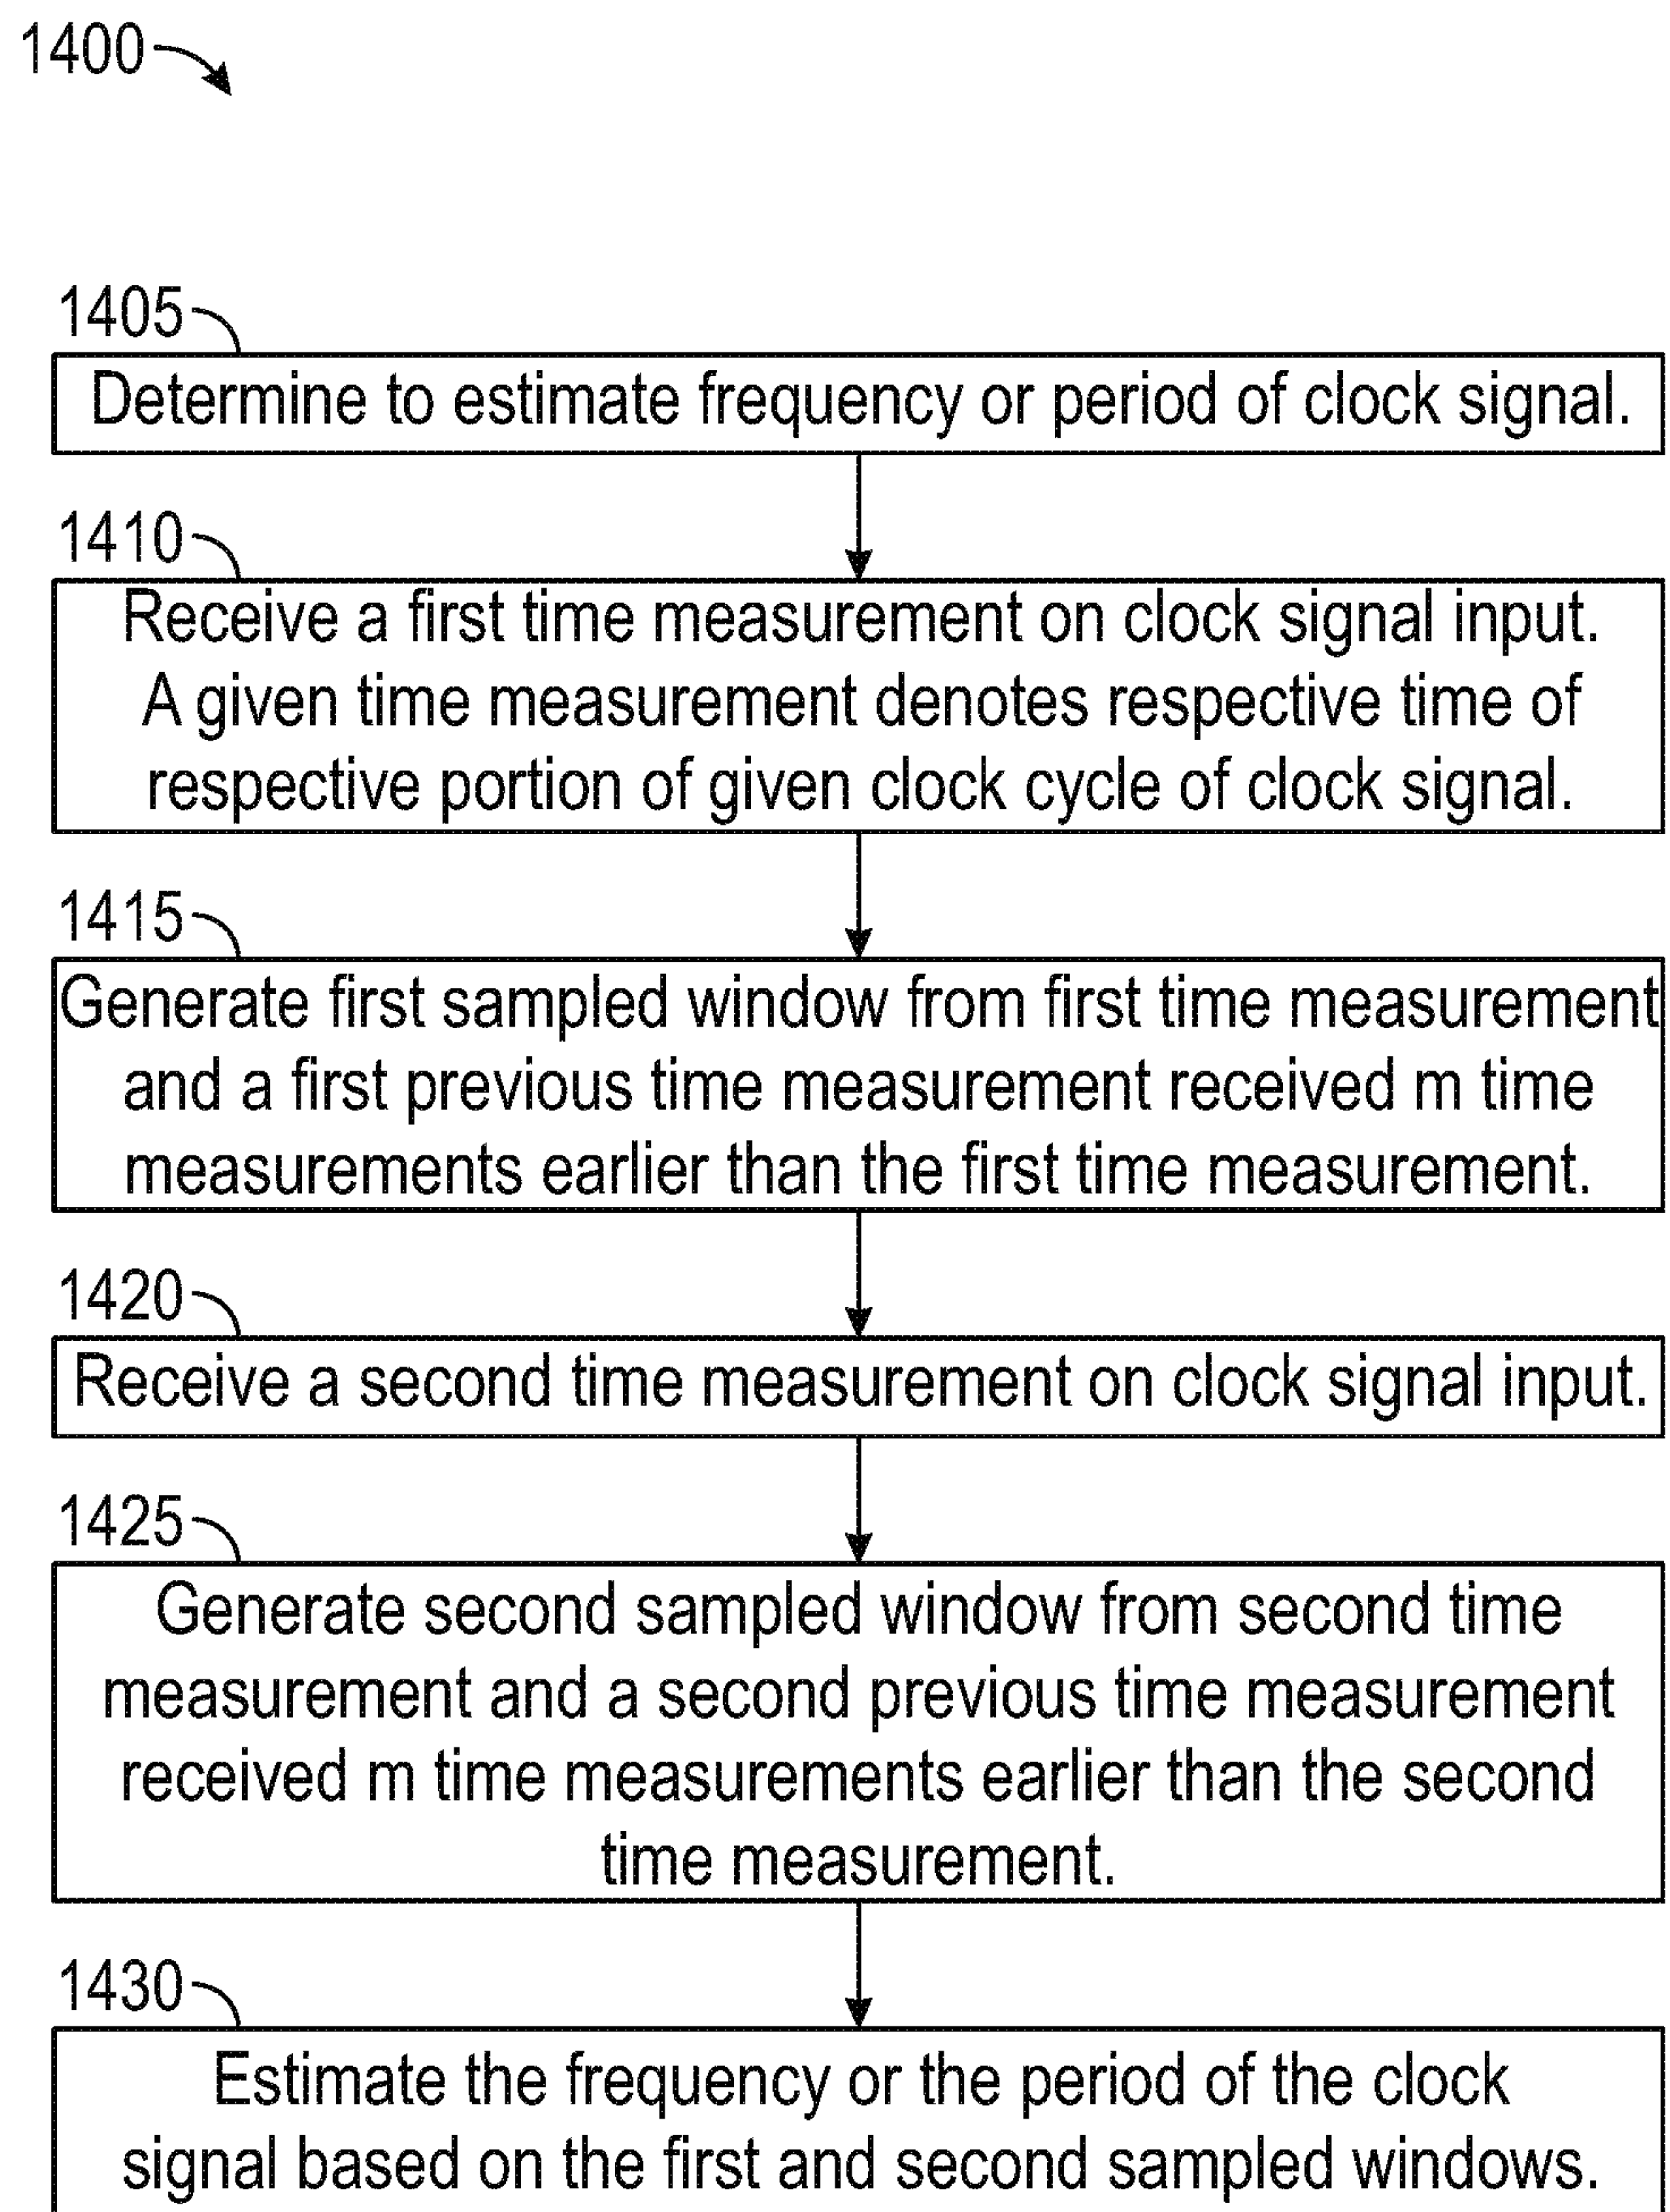 1400
1405
Determine to estimate frequency or period of clock signal.
1410
Receive a first time measurement on clock signal input.
A given time measurement denotes respective time of
respective portion of given clock cycle of clock signal.
1415
Generate first sampled window from first time measurement
and a first previous time measurement received m time
measurements earlier than the first time measurement.
1420
Receive a second time measurement on clock signal input.
1425
Generate second sampled window from second time
measurement and a second previous time measurement
received m time measurements earlier than the second
time measurement.
1430
Estimate the frequency or the period of the clock
signal based on the first and second sampled windows.